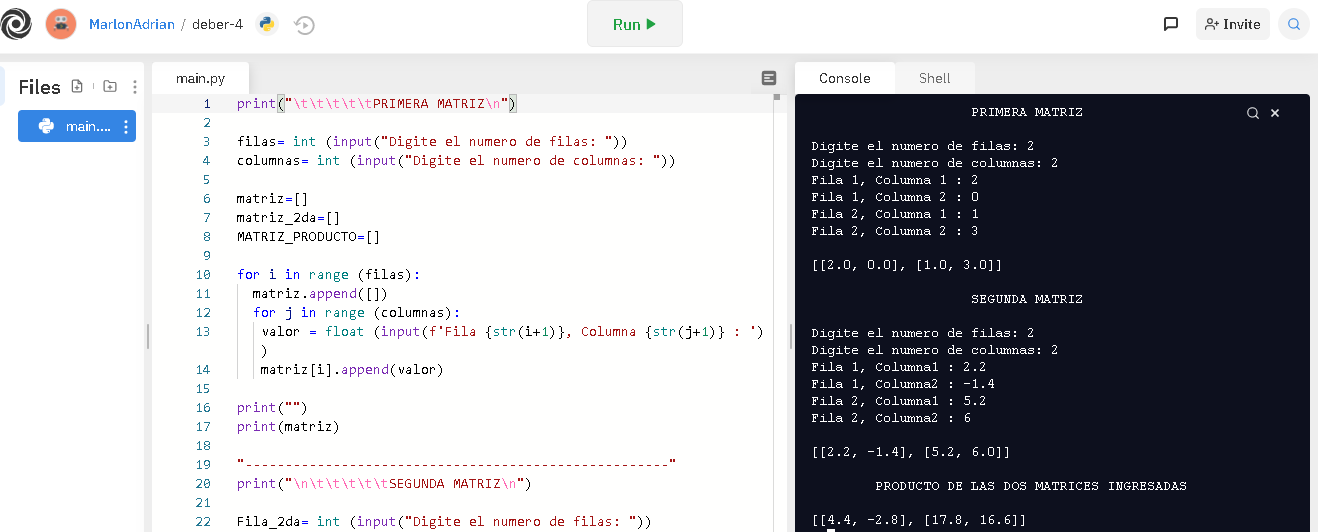 MarlonAdrian / deber-4
Run
Invite
Files
main....
main.py
1 print("\t\t\t\t\tPRIMERA MATRIZ\n")
2
3 filas= int (input("Digite el numero de filas: "))
4 columnas= int (input("Digite el numero de columnas: "))
5
6 matriz=[]
7 matriz_2da=[]
8 MATRIZ_PRODUCTO=[]
9
10 for i in range (filas):
11 matriz.append([])
12 for j in range (columnas):
13 valor = float (input(f'Fila {str(i+1)}, Columna {str(j+1)} : ')
)
14 matriz[i].append(valor)
15
16 print("")
17 print(matriz)
18
19 "-----------------------------------------------------"
20 print("\n\t\t\t\t\tSEGUNDA MATRIZ\n")
21
22 Fila_2da= int (input("Digite el numero de filas: "))
Console
Shell
PRIMERA MATRIZ
Digite el numero de filas: 2
Digite el numero de columnas: 2
Fila 1, Columna 1 : 2
Fila 1, Columna 2 : 0
Fila 2, Columna 1 : 1
Fila 2, Columna 2 : 3
[[2.0, 0.0], [1.0, 3.0]]
SEGUNDA MATRIZ
Digite el numero de filas: 2
Digite el numero de columnas: 2
Fila 1, Columna1 : 2.2
Fila 1, Columna2 : -1.4
Fila 2, Columna1 : 5.2
Fila 2, Columna2 : 6
[[2.2, -1.4], [5.2, 6.0]]
PRODUCTO DE LAS DOS MATRICES INGRESADAS
[[4.4, -2.8], [17.8, 16.6]]